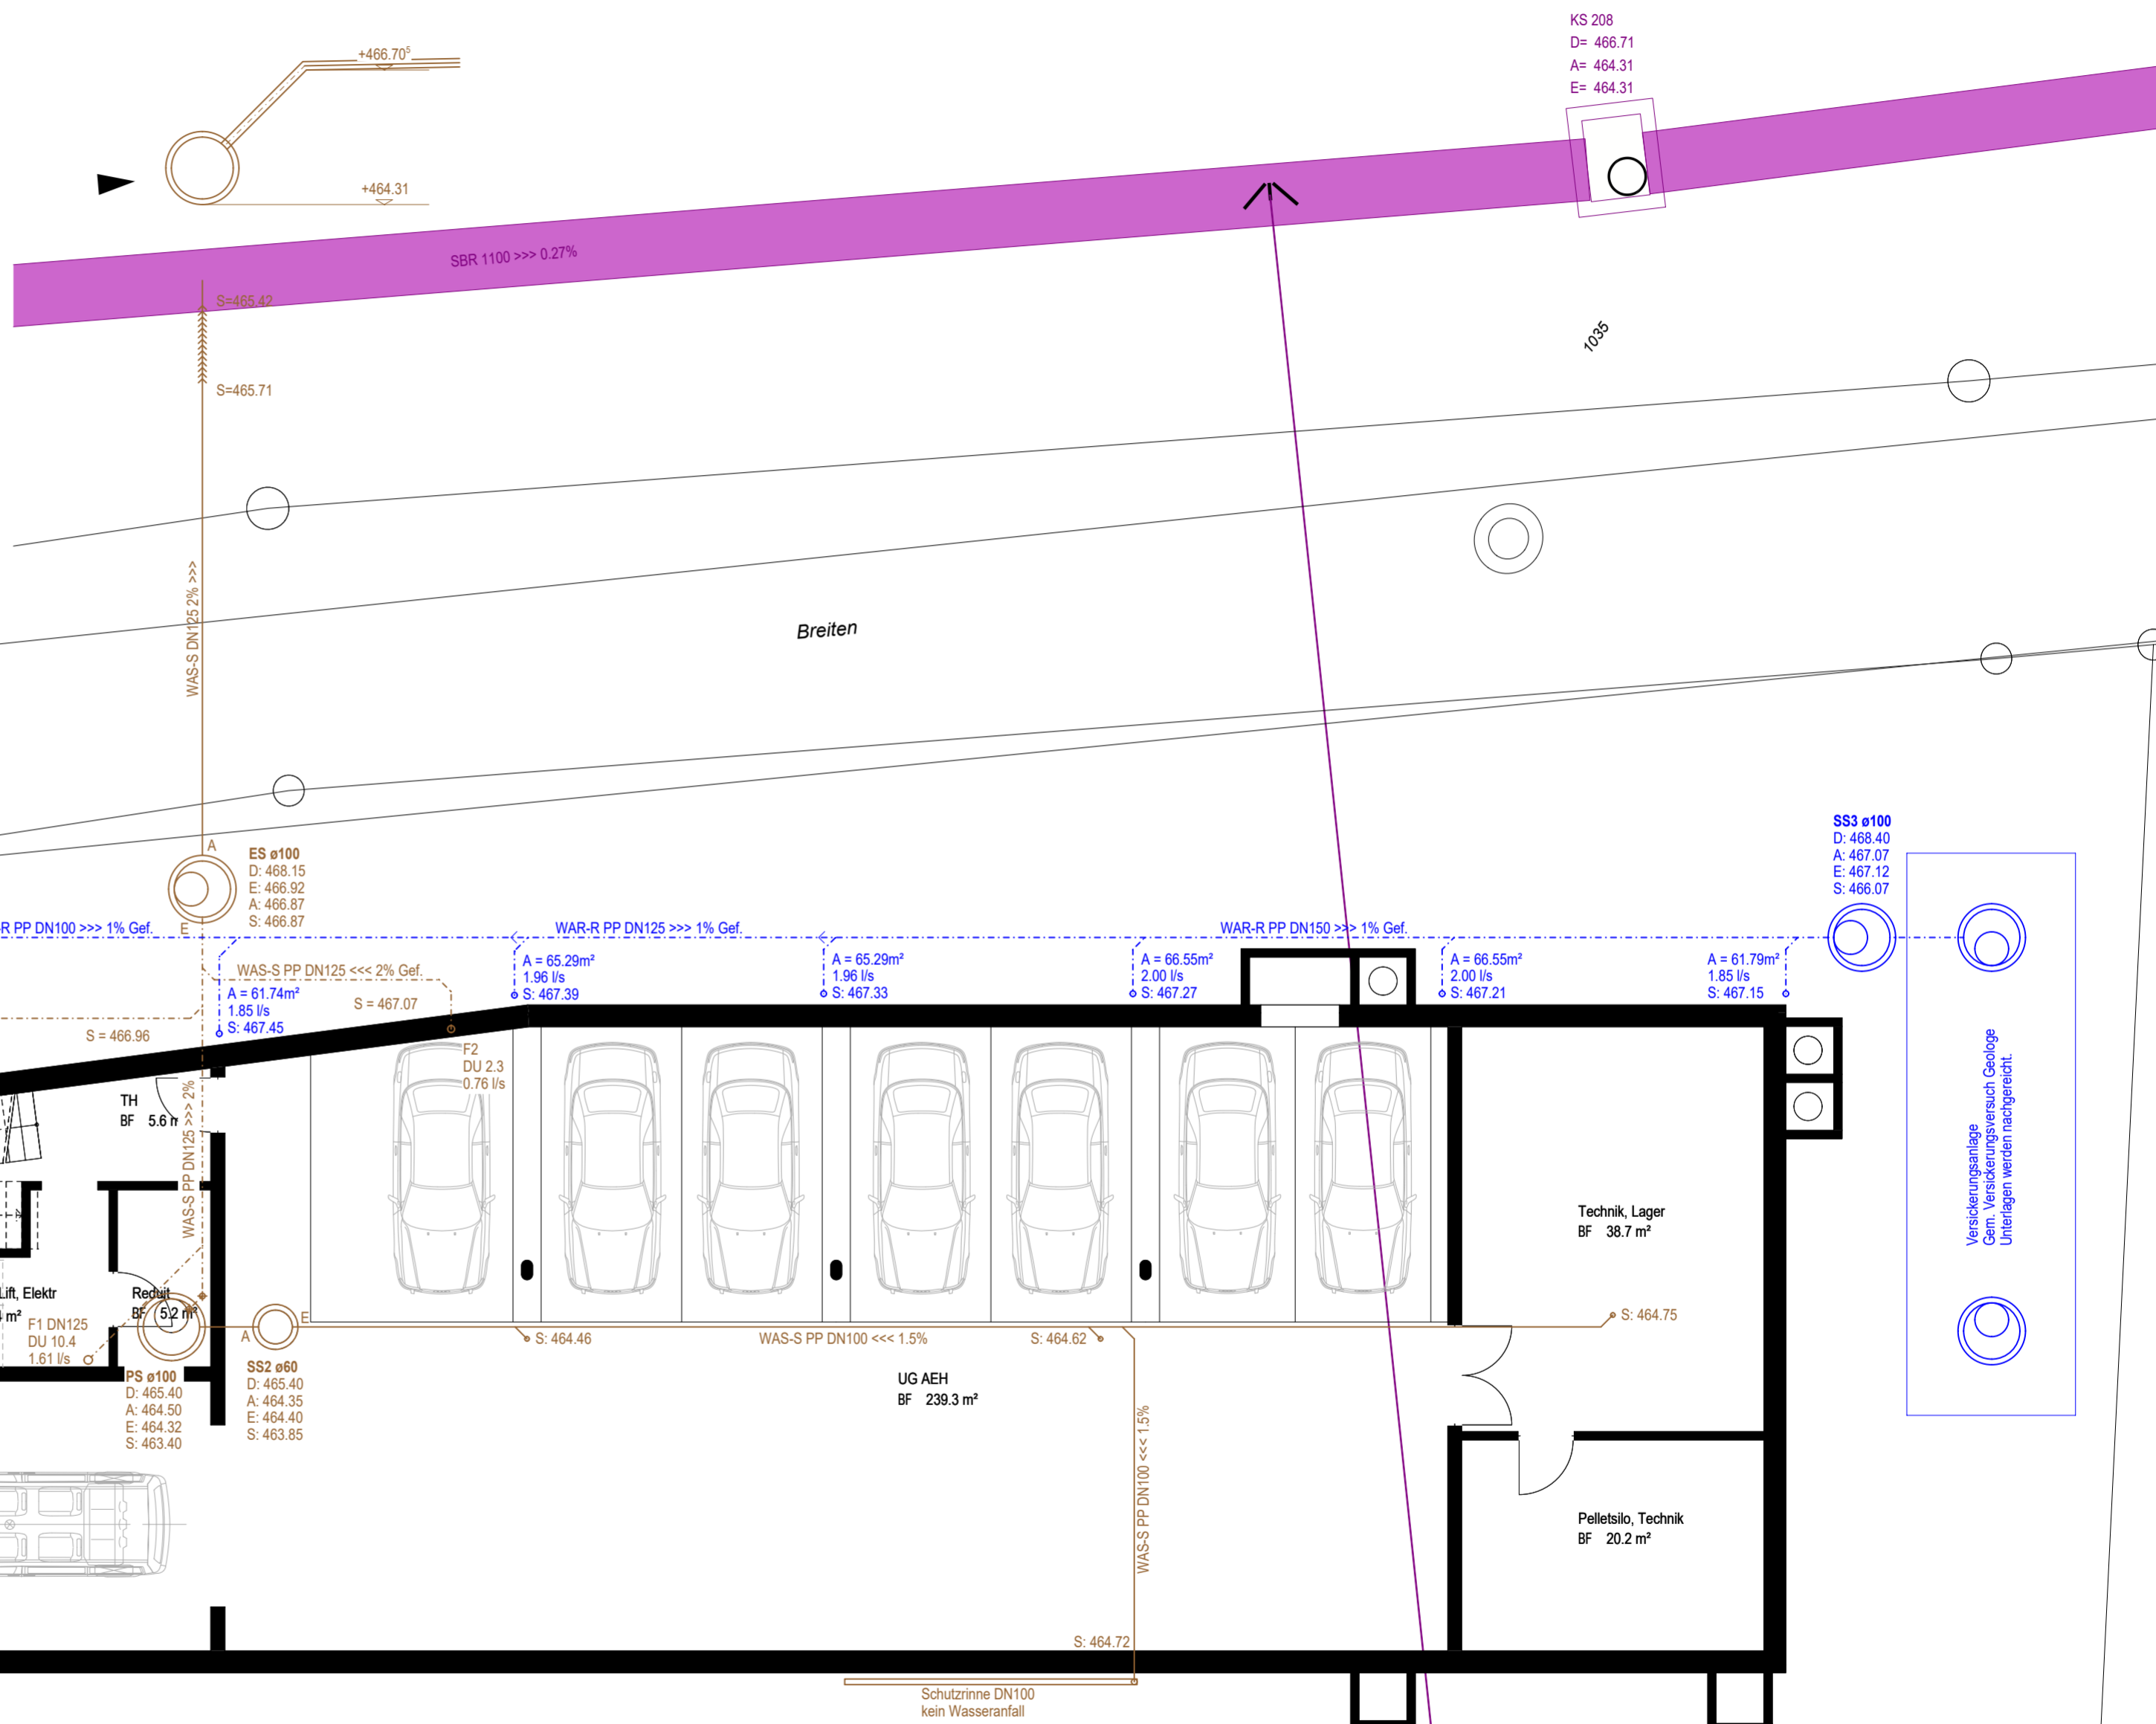 KS 208
D= 466.71
A= 464.31
E= 464.31
+466.70⁵
+464.31
SBR 1100 >>> 0.27%
S=465.42
S=465.71
1035
WAS-S DN125 2% >>>
Breiten
A
ES ø100
D: 468.15
E: 466.92
A: 466.87
S: 466.87
E
SS3 ø100
D: 468.40
A: 467.07
E: 467.12
S: 466.07
-R PP DN100 >>> 1% Gef.
WAR-R PP DN125 >>> 1% Gef.
WAR-R PP DN150 >>> 1% Gef.
WAS-S PP DN125 <<< 2% Gef.
A = 61.74m²
1.85 l/s
S: 467.45
S = 467.07
A = 65.29m²
1.96 l/s
S: 467.39
A = 65.29m²
1.96 l/s
S: 467.33
A = 66.55m²
2.00 l/s
S: 467.27
A = 66.55m²
2.00 l/s
S: 467.21
A = 61.79m²
1.85 l/s
S: 467.15
S = 466.96
F2
DU 2.3
0.76 l/s
TH
BF 5.6 m
WAS-S PP DN125 >>> 2%
Versickerungsanlage
Gem. Versickerungsversuch Geologe
Unterlagen werden nachgereicht.
Technik, Lager
BF 38.7 m²
Lift, Elektr
m²
Reduit
BF 5.2 m²
F1 DN125
DU 10.4
1.61 l/s
E
A
S: 464.46
WAS-S PP DN100 <<< 1.5%
S: 464.62
S: 464.75
PS ø100
D: 465.40
A: 464.50
E: 464.32
S: 463.40
SS2 ø60
D: 465.40
A: 464.35
E: 464.40
S: 463.85
UG AEH
BF 239.3 m²
WAS-S PP DN100 <<< 1.5%
Pelletsilo, Technik
BF 20.2 m²
S: 464.72
Schutzrinne DN100
kein Wasseranfall